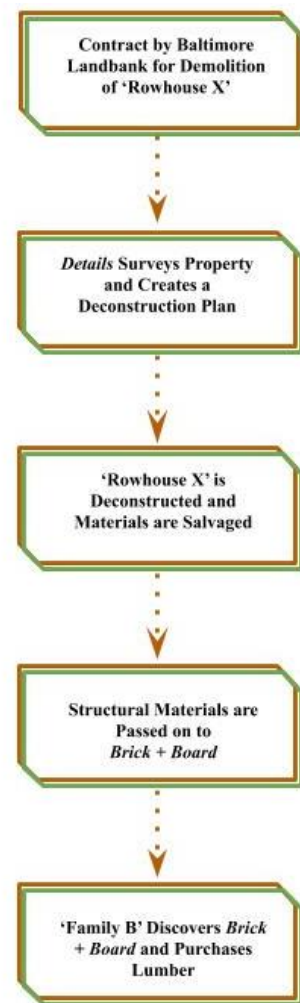 Contract by Baltimore
Landbank for Demolition
of ‘Rowhouse X’
Details Surveys Property
and Creates a
Deconstruction Plan
‘Rowhouse X’ is
Deconstructed and
Materials are Salvaged
Structural Materials are
Passed on to
Brick + Board
‘Family B’ Discovers Brick
+ Board and Purchases
Lumber